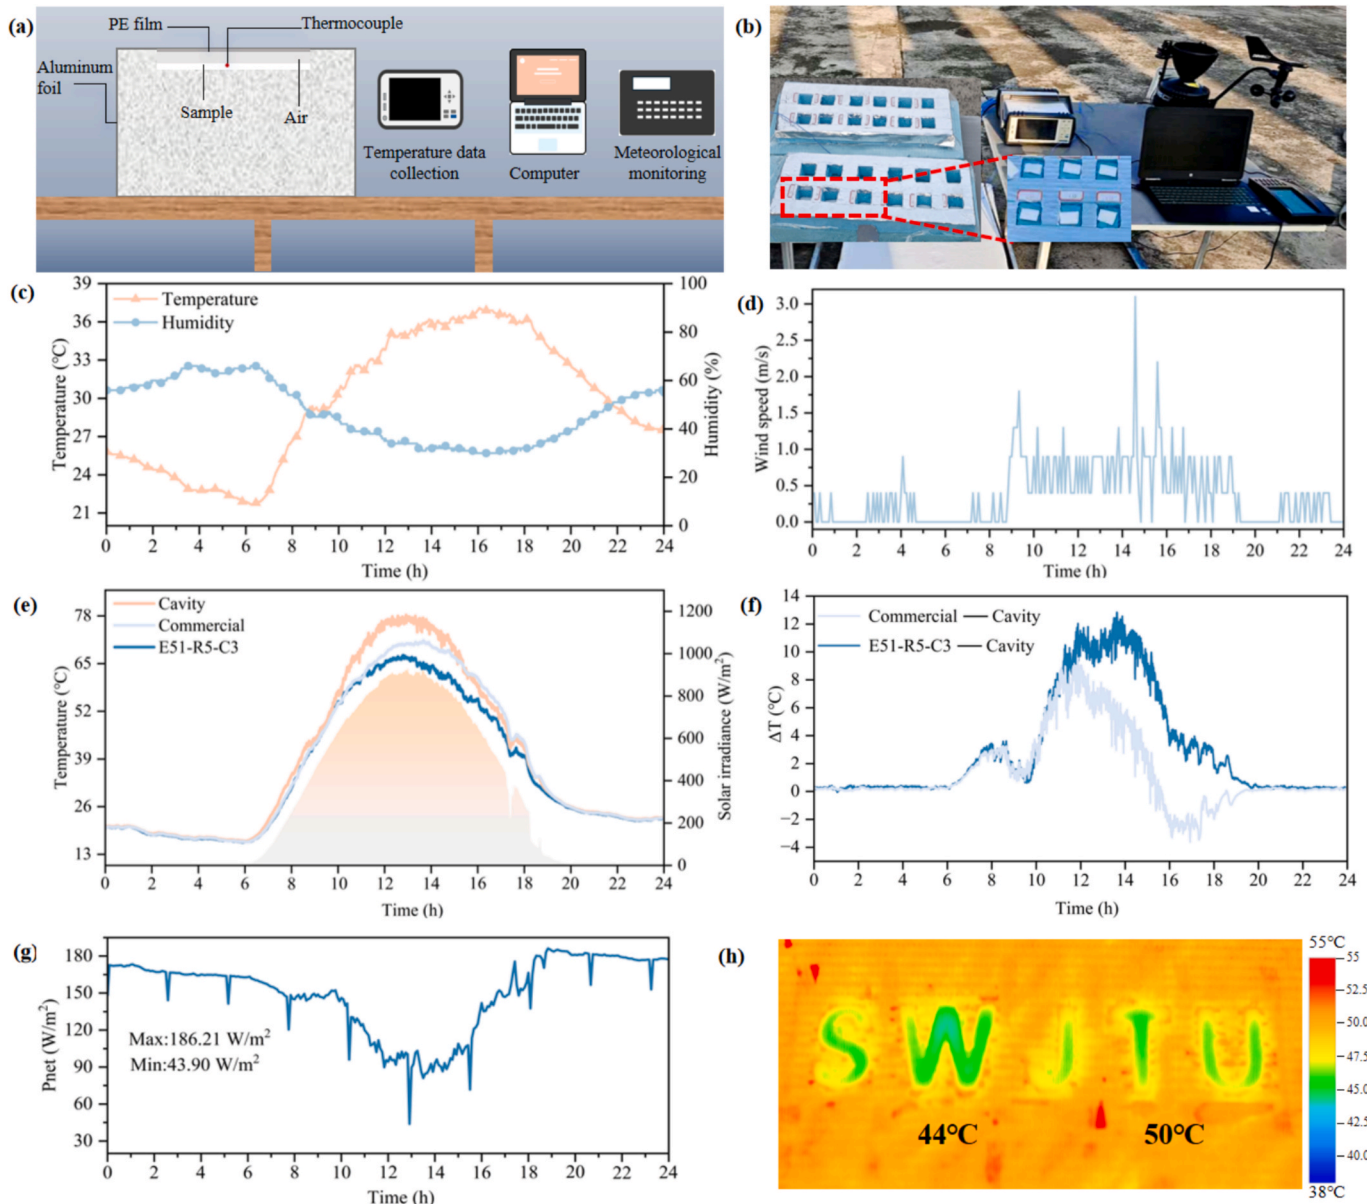 (a)
PE film
Thermocouple
Aluminum
foil
Sample
Air
Temperature data
collection
Computer
Meteorological
monitoring
(b)
(c)
Temperature
Humidity
Temperature (°C)
39
36
33
30
27
24
21
Humidity (%)
100
80
60
40
20
0
0 2 4 6 8 10 12 14 16 18 20 22 24
Time (h)
(d)
Wind speed (m/s)
3.0
2.5
2.0
1.5
1.0
0.5
0.0
0 2 4 6 8 10 12 14 16 18 20 22 24
Time (h)
(e)
Cavity
Commercial
E51-R5-C3
Temperature (°C)
78
65
52
39
26
13
Solar irradiance (W/m²)
1200
1000
800
600
400
200
0
0 2 4 6 8 10 12 14 16 18 20 22 24
Time (h)
(f)
Commercial — Cavity
E51-R5-C3 — Cavity
ΔT (°C)
14
12
10
8
6
4
2
0
−2
−4
0 2 4 6 8 10 12 14 16 18 20 22 24
Time (h)
(g)
Pnet (W/m²)
180
150
120
90
60
30
Max:186.21 W/m²
Min:43.90 W/m²
0 2 4 6 8 10 12 14 16 18 20 22 24
Time (h)
(h)
SWJTU
44°C
50°C
55°C
55
52.5
50.0
47.5
45.0
42.5
40.0
38°C